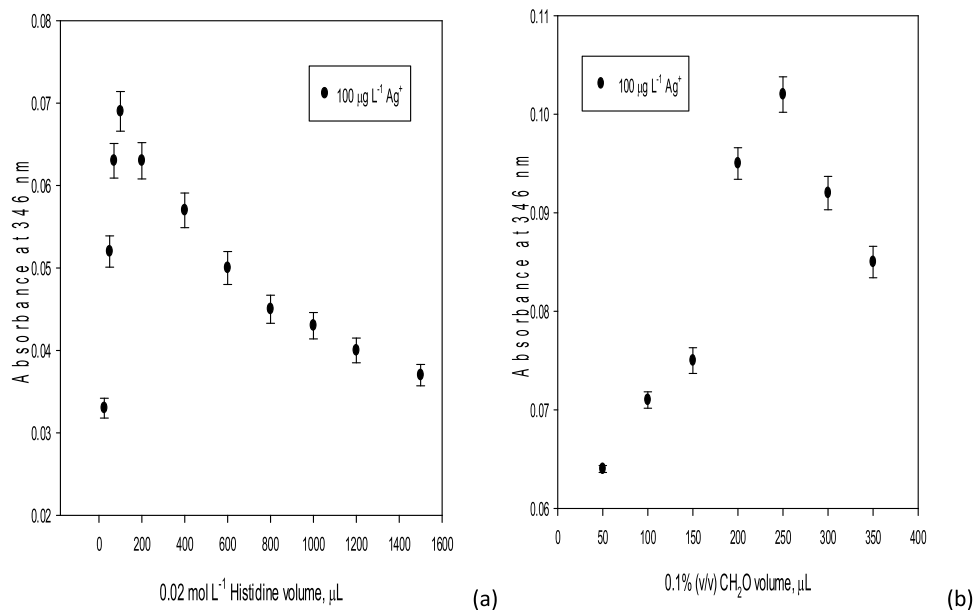 0.08
0.07
0.06
0.05
0.04
0.03
0.02
Absorbance at 346 nm
100 µg L⁻¹ Ag⁺
0 200 400 600 800 1000 1200 1400 1600
0.02 mol L⁻¹ Histidine volume, µL
(a)
0.11
0.10
0.09
0.08
0.07
0.06
Absorbance at 346 nm
100 µg L⁻¹ Ag⁺
0 50 100 150 200 250 300 350 400
0.1% (v/v) CH₂O volume, µL
(b)